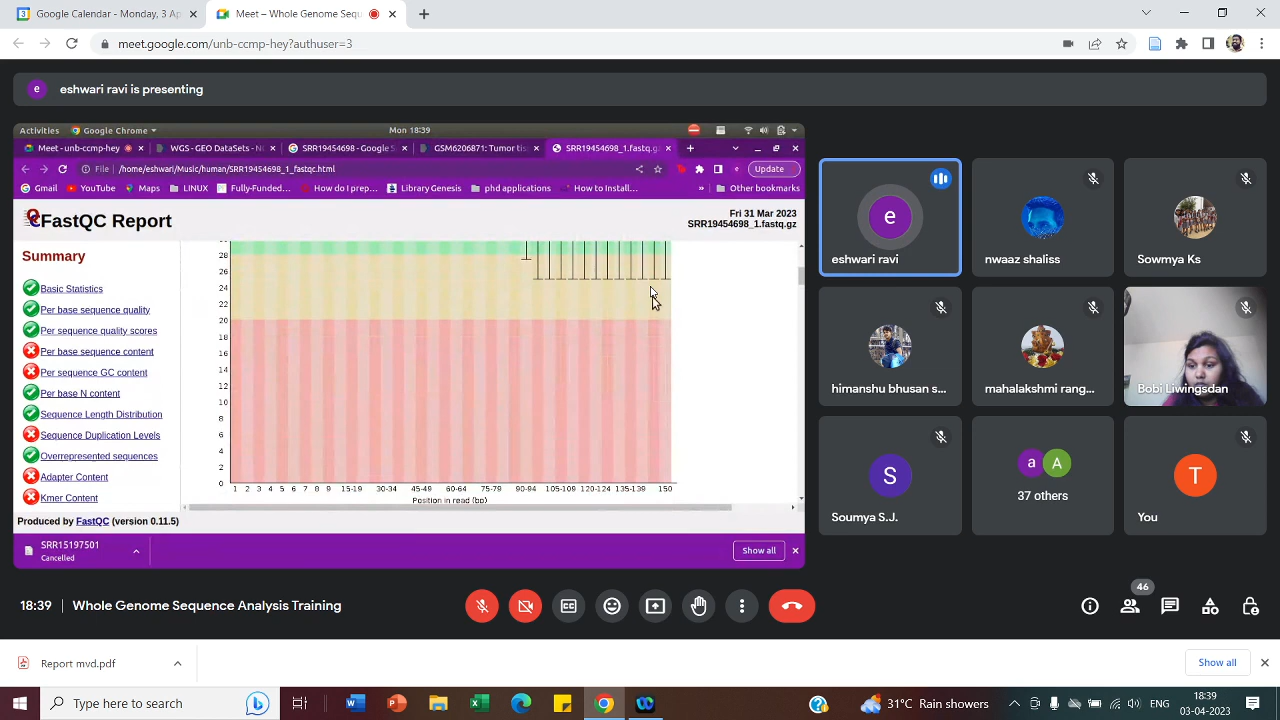 Google Calendar - Monday, 3 Ap
Meet – Whole Genome Sequ
meet.google.com/unb-ccmp-hey?authuser=3
e
eshwari ravi is presenting
Activities
Google Chrome
Mon 18:39
Meet - unb-ccmp-hey
WGS - GEO DataSets - N
SRR19454698 - Google S
GSM6206871: Tumor tis
SRR19454698_1.fastq.gz
File
/home/eshwari/Music/human/SRR19454698_1_fastqc.html
Update
Gmail
YouTube
Maps
LINUX
Fully-Funded...
How do I prep...
Library Genesis
phd applications
How to Install...
»
Other bookmarks
FastQC Report
Fri 31 Mar 2023
SRR19454698_1.fastq.gz
Summary
Basic Statistics
Per base sequence quality
Per sequence quality scores
Per base sequence content
Per sequence GC content
Per base N content
Sequence Length Distribution
Sequence Duplication Levels
Overrepresented sequences
Adapter Content
Kmer Content
28
26
24
22
20
18
16
14
12
10
8
6
4
2
0
1 2 3 4 5 6 7 8 9 15-19 30-34 45-49 60-64 75-79 90-94 105-109 120-124 135-139 150
Position in read (bp)
Produced by FastQC (version 0.11.5)
SRR15197501
Cancelled
Show all
e
eshwari ravi
nwaaz shaliss
Sowmya Ks
himanshu bhusan s...
mahalakshmi rang...
Bobi Liwingsdan
S
Soumya S.J.
a A
37 others
T
You
18:39 | Whole Genome Sequence Analysis Training
46
Report mvd.pdf
Show all
Type here to search
31°C Rain showers
ENG
18:39
03-04-2023